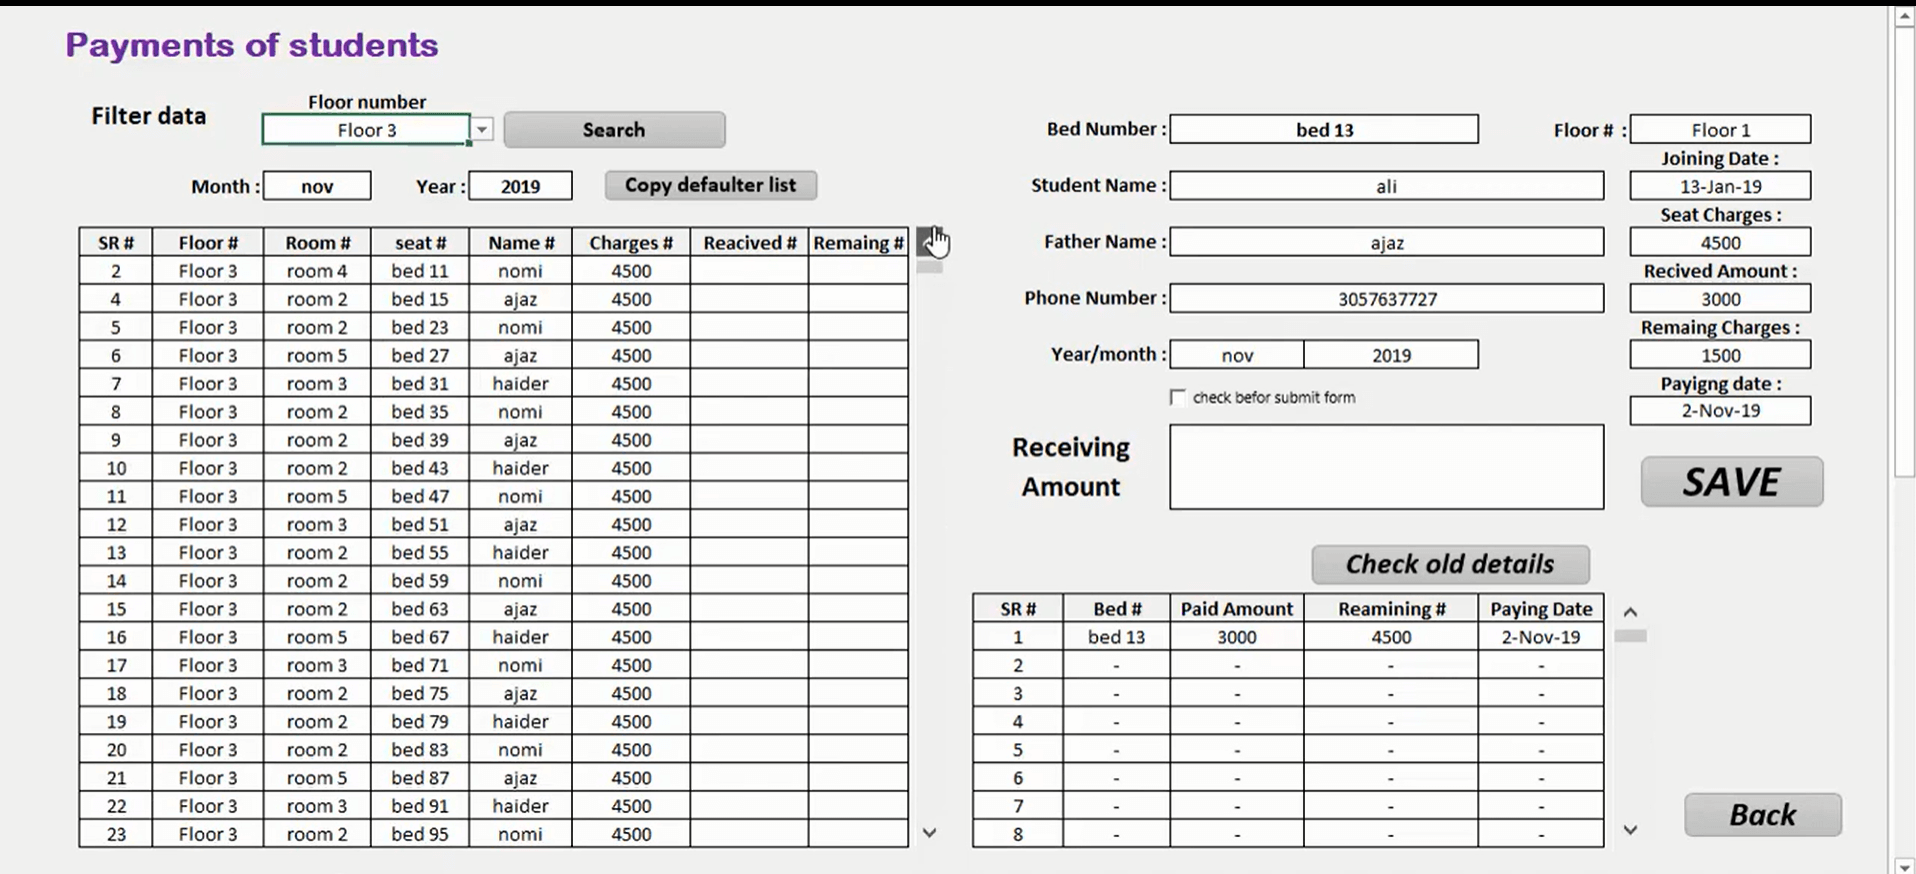 Payments of students
Filter data
Floor number
Floor 3
Search
Month : nov Year : 2019 Copy defaulter list
SR # Floor # Room # seat # Name # Charges # Reacived # Remaing #
2 Floor 3 room 4 bed 11 nomi 4500
4 Floor 3 room 2 bed 15 ajaz 4500
5 Floor 3 room 2 bed 23 nomi 4500
6 Floor 3 room 5 bed 27 ajaz 4500
7 Floor 3 room 3 bed 31 haider 4500
8 Floor 3 room 2 bed 35 nomi 4500
9 Floor 3 room 2 bed 39 ajaz 4500
10 Floor 3 room 2 bed 43 haider 4500
11 Floor 3 room 5 bed 47 nomi 4500
12 Floor 3 room 3 bed 51 ajaz 4500
13 Floor 3 room 2 bed 55 haider 4500
14 Floor 3 room 2 bed 59 nomi 4500
15 Floor 3 room 2 bed 63 ajaz 4500
16 Floor 3 room 5 bed 67 haider 4500
17 Floor 3 room 3 bed 71 nomi 4500
18 Floor 3 room 2 bed 75 ajaz 4500
19 Floor 3 room 2 bed 79 haider 4500
20 Floor 3 room 2 bed 83 nomi 4500
21 Floor 3 room 5 bed 87 ajaz 4500
22 Floor 3 room 3 bed 91 haider 4500
23 Floor 3 room 2 bed 95 nomi 4500
Bed Number : bed 13 Floor # : Floor 1
Joining Date :
Student Name : ali 13-Jan-19
Seat Charges :
Father Name : ajaz 4500
Recived Amount :
Phone Number : 3057637727 3000
Remaing Charges :
Year/month : nov 2019 1500
Payigng date :
check befor submit form 2-Nov-19
Receiving
Amount
SAVE
Check old details
SR # Bed # Paid Amount Reamining # Paying Date
1 bed 13 3000 4500 2-Nov-19
2 - - - -
3 - - - -
4 - - - -
5 - - - -
6 - - - -
7 - - - -
8 - - - -
Back